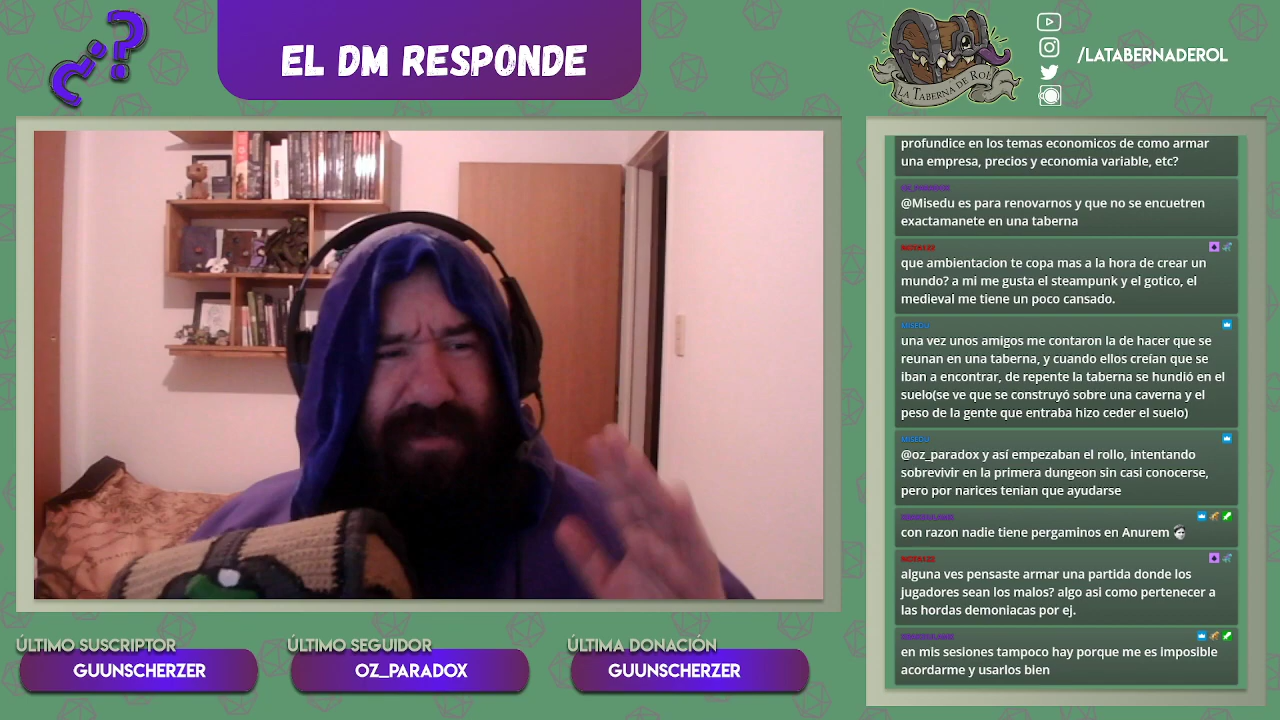 EL DM RESPONDE
LA TABERNA DE ROL
/LATABERNADEROL
profundice en los temas economicos de como armar
una empresa, precios y economia variable, etc?
@Misedu es para renovarnos y que no se encuetren
exactamanete en una taberna
que ambientacion te copa mas a la hora de crear un
mundo? a mi me gusta el steampunk y el gotico, el
medieval me tiene un poco cansado.
MISEDU
una vez unos amigos me contaron la de hacer que se
reunan en una taberna, y cuando ellos creían que se
iban a encontrar, de repente la taberna se hundió en el
suelo(se ve que se construyó sobre una caverna y el
peso de la gente que entraba hizo ceder el suelo)
MISEDU
@oz_paradox y así empezaban el rollo, intentando
sobrevivir en la primera dungeon sin casi conocerse,
pero por narices tenian que ayudarse
con razon nadie tiene pergaminos en Anurem
alguna ves pensaste armar una partida donde los
jugadores sean los malos? algo asi como pertenecer a
las hordas demoniacas por ej.
en mis sesiones tampoco hay porque me es imposible
acordarme y usarlos bien
ÚLTIMO SUSCRIPTOR
GUUNSCHERZER
ÚLTIMO SEGUIDOR
OZ_PARADOX
ÚLTIMA DONACIÓN
GUUNSCHERZER